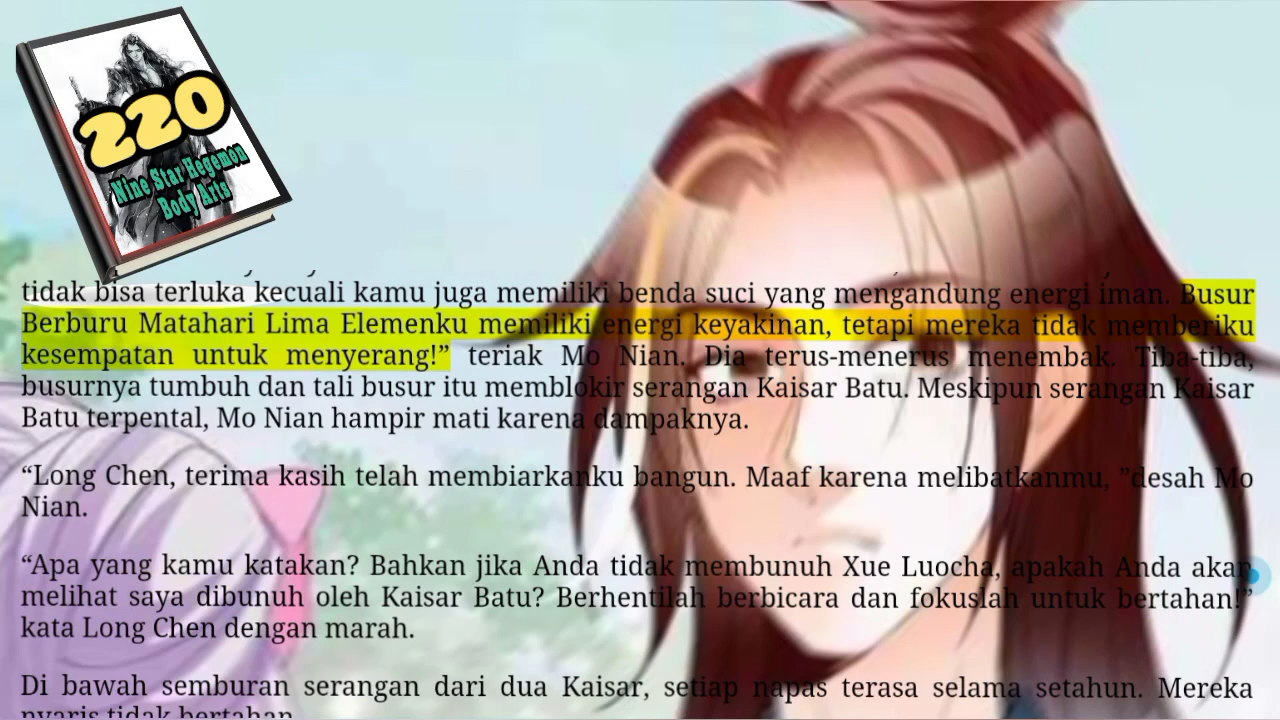 220
Nine Star Hegemon
Body Arts
tidak bisa terluka kecuali kamu juga memiliki benda suci yang mengandung energi iman. Busur
Berburu Matahari Lima Elemenku memiliki energi keyakinan, tetapi mereka tidak memberiku
kesempatan untuk menyerang!” teriak Mo Nian. Dia terus-menerus menembak. Tiba-tiba,
busurnya tumbuh dan tali busur itu memblokir serangan Kaisar Batu. Meskipun serangan Kaisar
Batu terpental, Mo Nian hampir mati karena dampaknya.
“Long Chen, terima kasih telah membiarkanku bangun. Maaf karena melibatkanmu, ”desah Mo
Nian.
“Apa yang kamu katakan? Bahkan jika Anda tidak membunuh Xue Luocha, apakah Anda akan
melihat saya dibunuh oleh Kaisar Batu? Berhentilah berbicara dan fokuslah untuk bertahan!”
kata Long Chen dengan marah.
Di bawah semburan serangan dari dua Kaisar, setiap napas terasa selama setahun. Mereka
nyaris tidak bertahan.